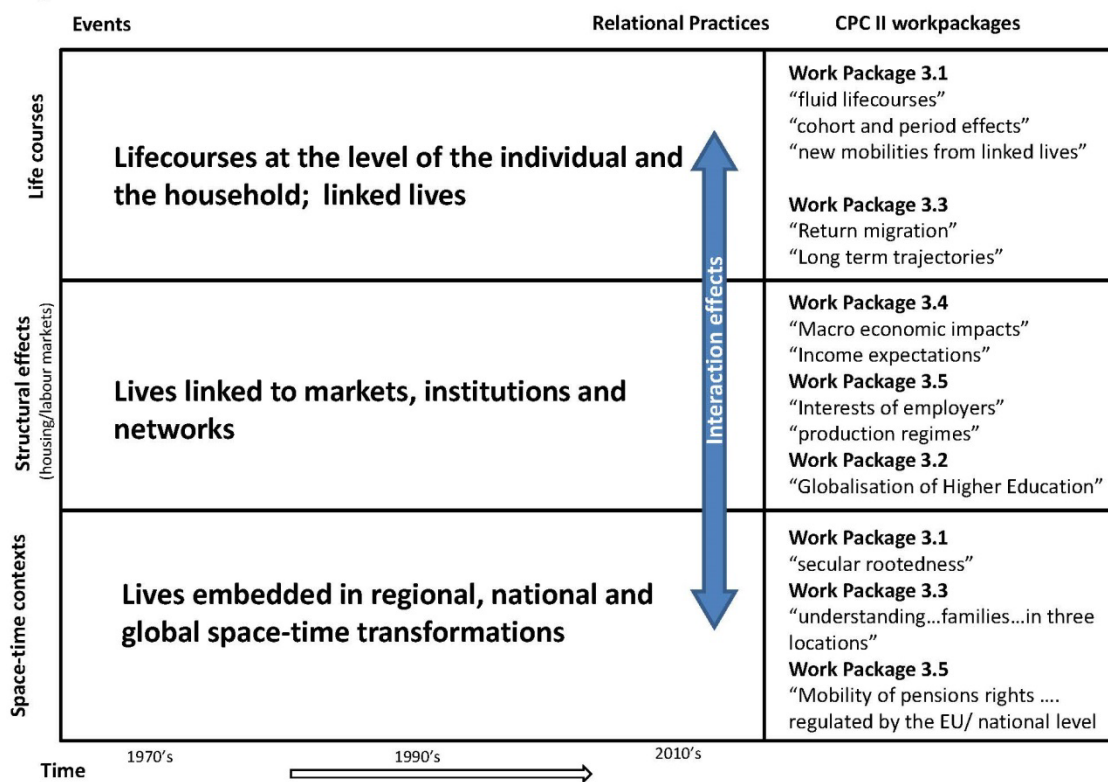 Events
Relational Practices
CPC II workpackages
Life courses
Lifecourses at the level of the individual and
the household;  linked lives
Work Package 3.1
“fluid lifecourses”
“cohort and period effects”
“new mobilities from linked lives”
Work Package 3.3
“Return migration”
“Long term trajectories”
Interaction effects
Structural effects
(housing/labour markets)
Lives linked to markets, institutions and
networks
Work Package 3.4
“Macro economic impacts”
“Income expectations”
Work Package 3.5
“Interests of employers”
“production regimes”
Work Package 3.2
“Globalisation of Higher Education”
Space-time contexts
Lives embedded in regional, national and
global space-time transformations
Work Package 3.1
“secular rootedness”
Work Package 3.3
“understanding...families...in three
locations”
Work Package 3.5
“Mobility of pensions rights ....
regulated by the EU/ national level
Time
1970’s
1990’s
2010’s